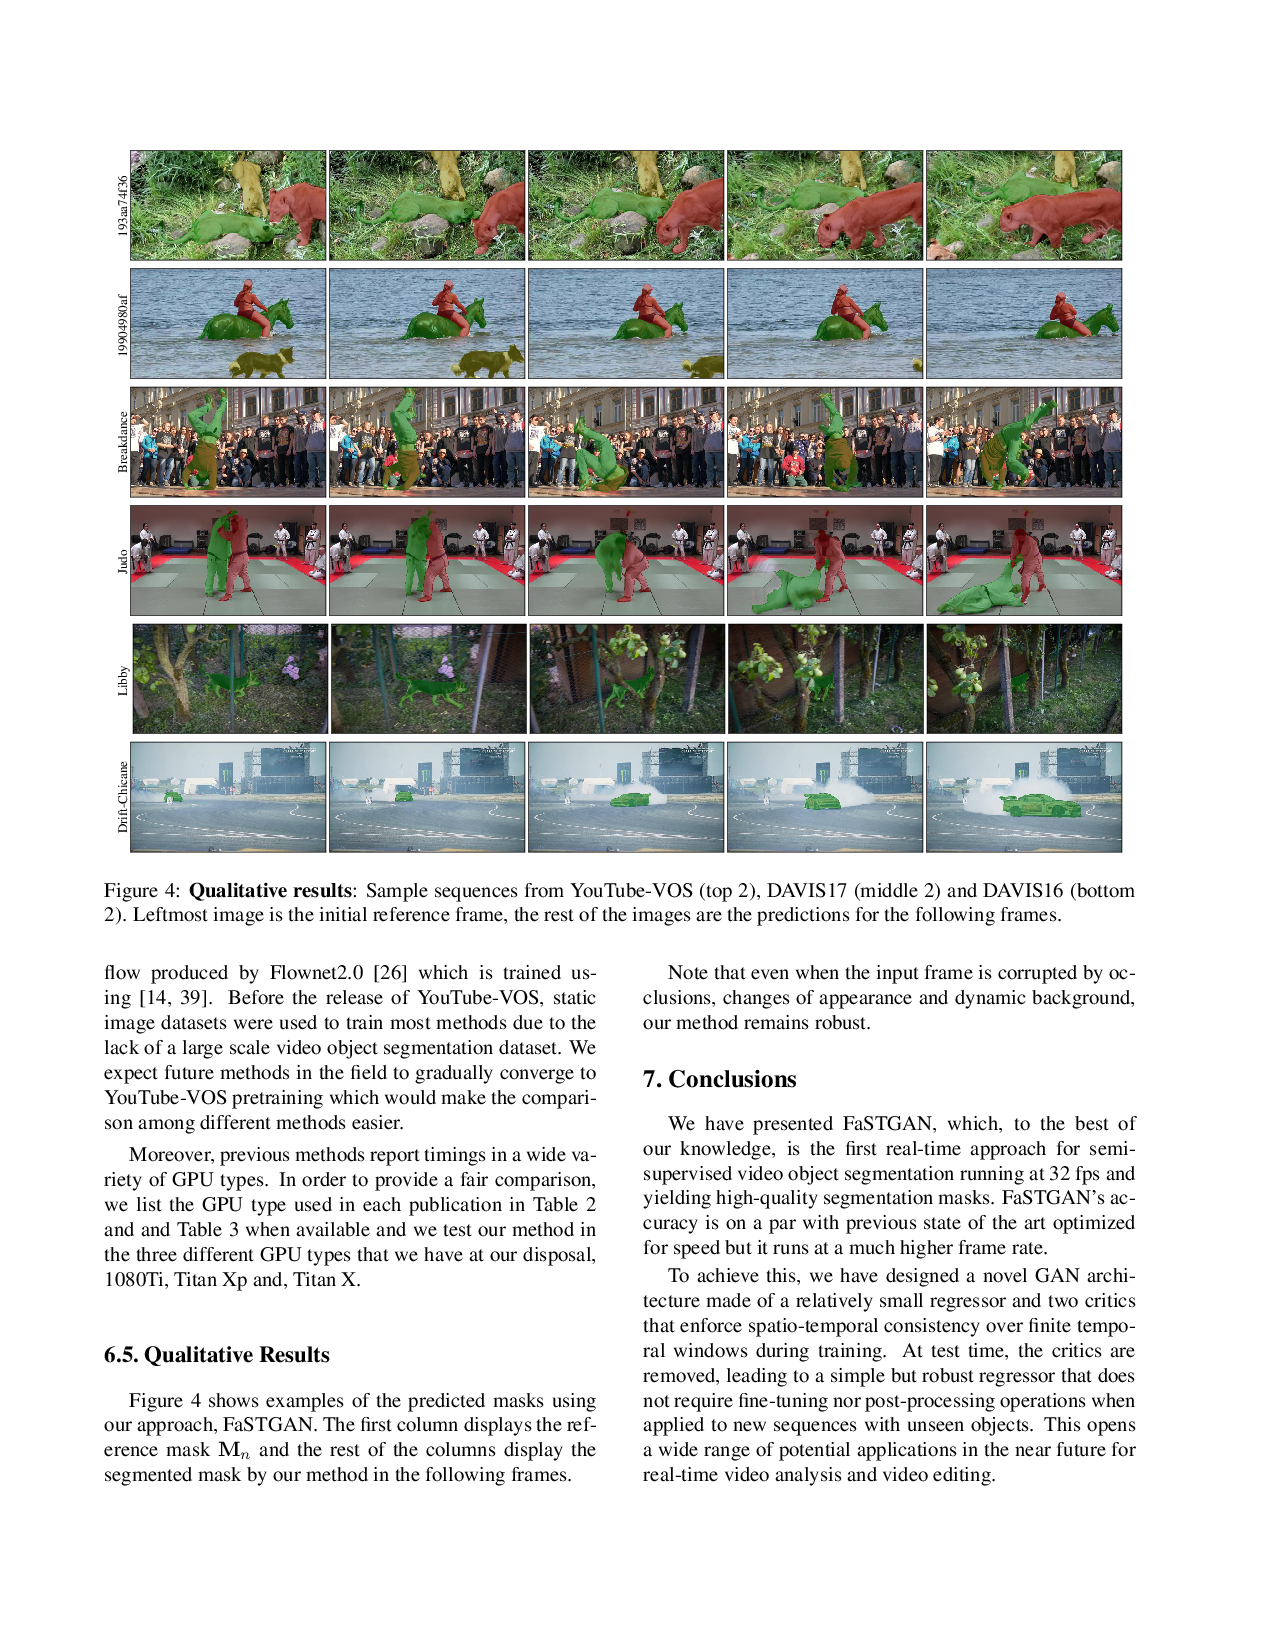 193aa74f36
19904980af
Breakdance
Judo
Libby
Drift-Chicane
Figure 4: Qualitative results: Sample sequences from YouTube-VOS (top 2), DAVIS17 (middle 2) and DAVIS16 (bottom
2). Leftmost image is the initial reference frame, the rest of the images are the predictions for the following frames.
flow produced by Flownet2.0 [26] which is trained us-
ing [14, 39]. Before the release of YouTube-VOS, static
image datasets were used to train most methods due to the
lack of a large scale video object segmentation dataset. We
expect future methods in the field to gradually converge to
YouTube-VOS pretraining which would make the compari-
son among different methods easier.
Moreover, previous methods report timings in a wide va-
riety of GPU types. In order to provide a fair comparison,
we list the GPU type used in each publication in Table 2
and and Table 3 when available and we test our method in
the three different GPU types that we have at our disposal,
1080Ti, Titan Xp and, Titan X.
6.5. Qualitative Results
Figure 4 shows examples of the predicted masks using
our approach, FaSTGAN. The first column displays the ref-
erence mask Mn and the rest of the columns display the
segmented mask by our method in the following frames.
Note that even when the input frame is corrupted by oc-
clusions, changes of appearance and dynamic background,
our method remains robust.
7. Conclusions
We have presented FaSTGAN, which, to the best of
our knowledge, is the first real-time approach for semi-
supervised video object segmentation running at 32 fps and
yielding high-quality segmentation masks. FaSTGAN's ac-
curacy is on a par with previous state of the art optimized
for speed but it runs at a much higher frame rate.
To achieve this, we have designed a novel GAN archi-
tecture made of a relatively small regressor and two critics
that enforce spatio-temporal consistency over finite tempo-
ral windows during training. At test time, the critics are
removed, leading to a simple but robust regressor that does
not require fine-tuning nor post-processing operations when
applied to new sequences with unseen objects. This opens
a wide range of potential applications in the near future for
real-time video analysis and video editing.